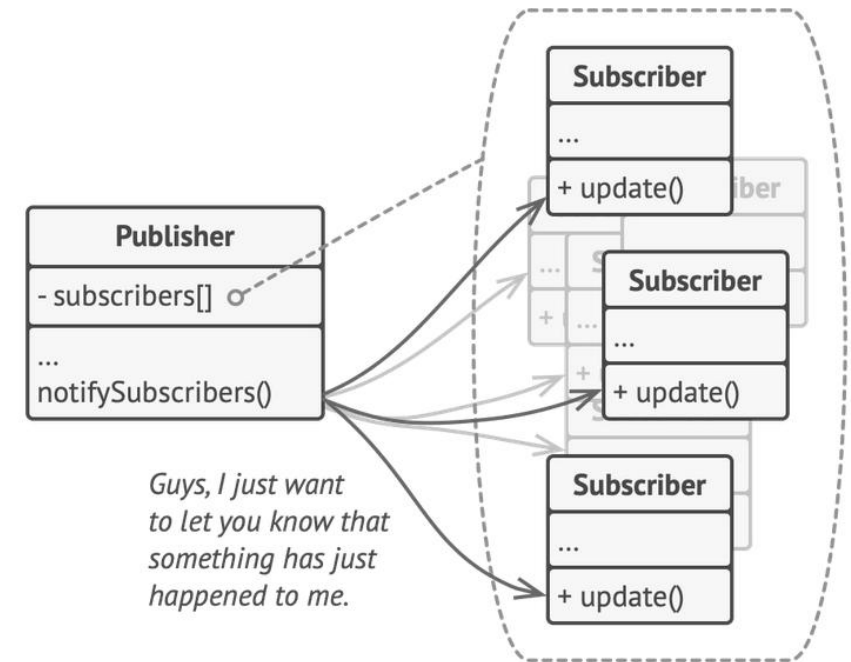 Publisher
- subscribers[]
...
notifySubscribers()
Guys, I just want
to let you know that
something has just
happened to me.
Subscriber
...
+ update()
Subscriber
...
+ update()
Subscriber
...
+ update()
iber
...
S
+
...
+
S